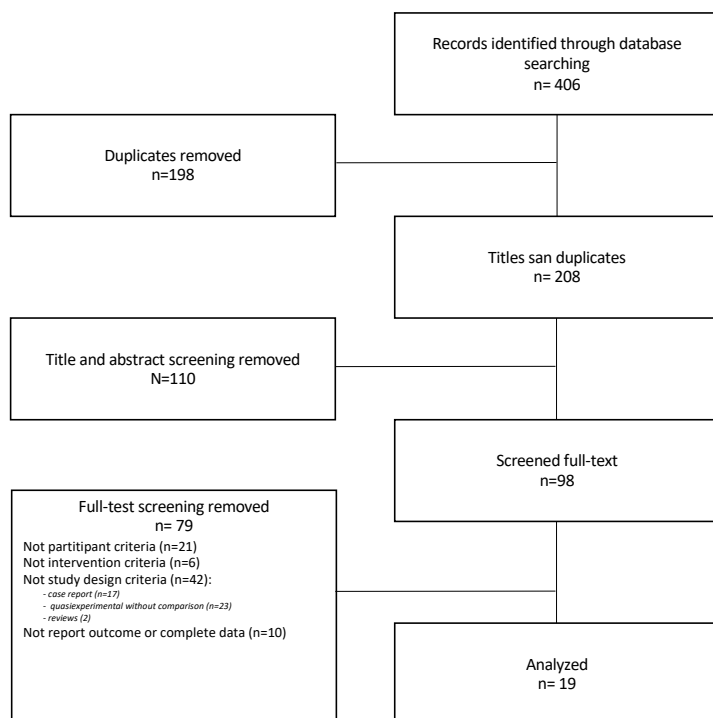 Records identified through database
searching
n= 406
Duplicates removed
n=198
Titles san duplicates
n= 208
Title and abstract screening removed
N=110
Screened full-text
n=98
Full-test screening removed
n= 79
Not partitipant criteria (n=21)
Not intervention criteria (n=6)
Not study design criteria (n=42):
- case report (n=17)
- quasiexperimental without comparison (n=23)
- reviews (2)
Not report outcome or complete data (n=10)
Analyzed
n= 19